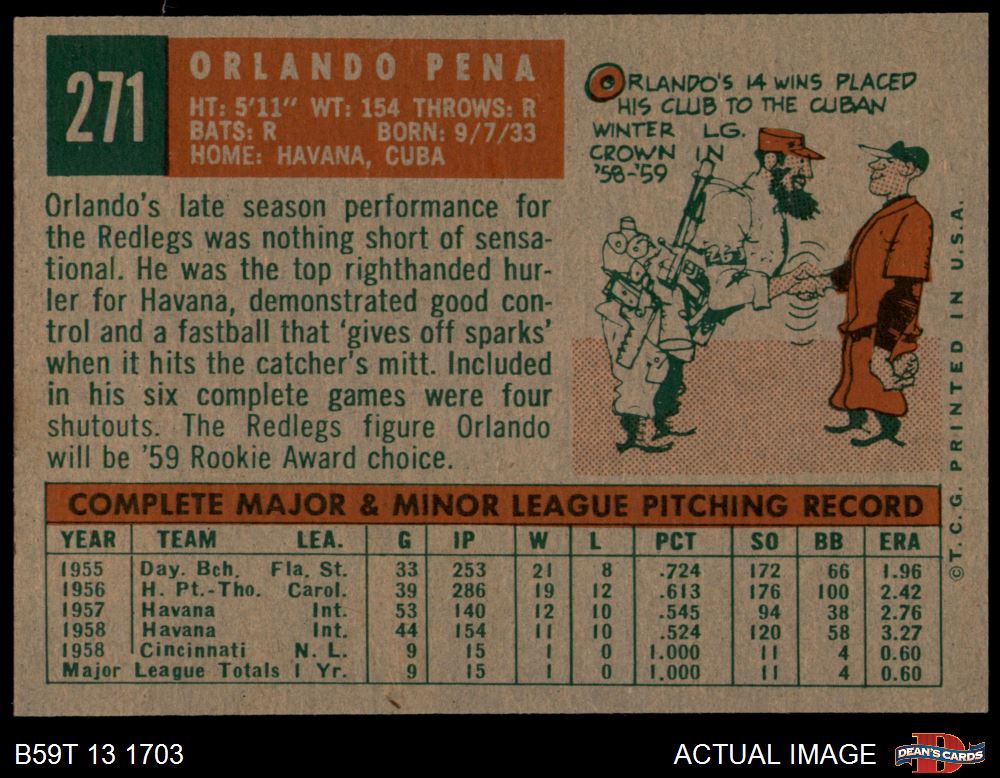 271
ORLANDO PENA
HT: 5'11" WT: 154 THROWS: R
BATS: R BORN: 9/7/33
HOME: HAVANA, CUBA
ORLANDO'S 14 WINS PLACED
HIS CLUB TO THE CUBAN
WINTER LG.
CROWN IN
'58-'59
Orlando's late season performance for
the Redlegs was nothing short of sensa-
tional. He was the top righthanded hur-
ler for Havana, demonstrated good con-
trol and a fastball that 'gives off sparks'
when it hits the catcher's mitt. Included
in his six complete games were four
shutouts. The Redlegs figure Orlando
will be '59 Rookie Award choice.
COMPLETE MAJOR & MINOR LEAGUE PITCHING RECORD
YEAR TEAM LEA. G IP W L PCT SO BB ERA
1955 Day. Bch. Fla. St. 33 253 21 8 .724 172 66 1.96
1956 H. Pt.-Tho. Carol. 39 286 19 12 .613 176 100 2.42
1957 Havana Int. 53 140 12 10 .545 94 38 2.76
1958 Havana Int. 44 154 11 10 .524 120 58 3.27
1958 Cincinnati N. L. 9 15 1 0 1.000 11 4 0.60
Major League Totals 1 Yr. 9 15 1 0 1.000 11 4 0.60
© T. C. G. PRINTED IN U.S.A.
B59T 13 1703
ACTUAL IMAGE
DEAN'S CARDS